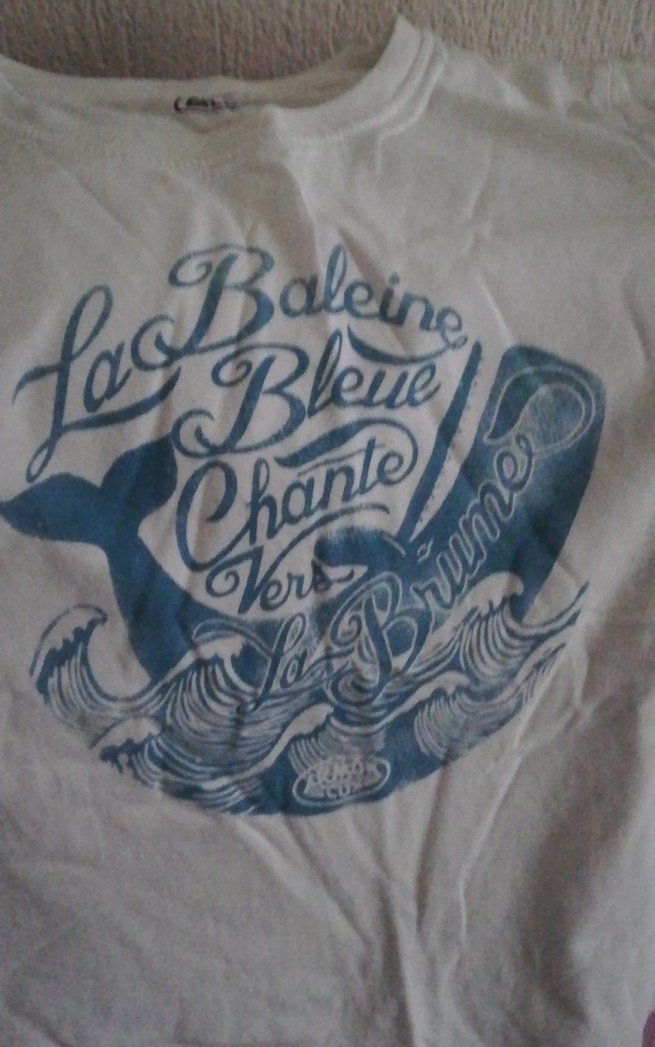 La Baleine
Bleue
Chante
Vers
La Brume